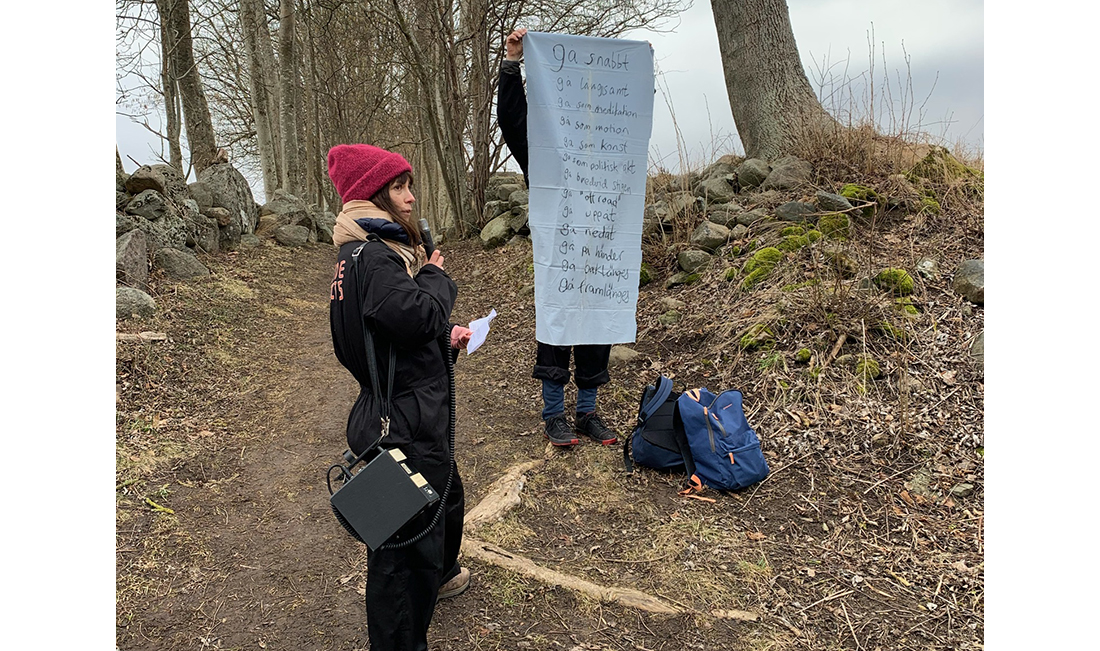 gå snabbt
gå långsamt
gå som meditation
gå som motion
gå som konst
gå som politisk akt
gå bredvid stigen
gå "off road"
gå uppåt
gå nedåt
gå på händer
gå baklänges
gå framlänges